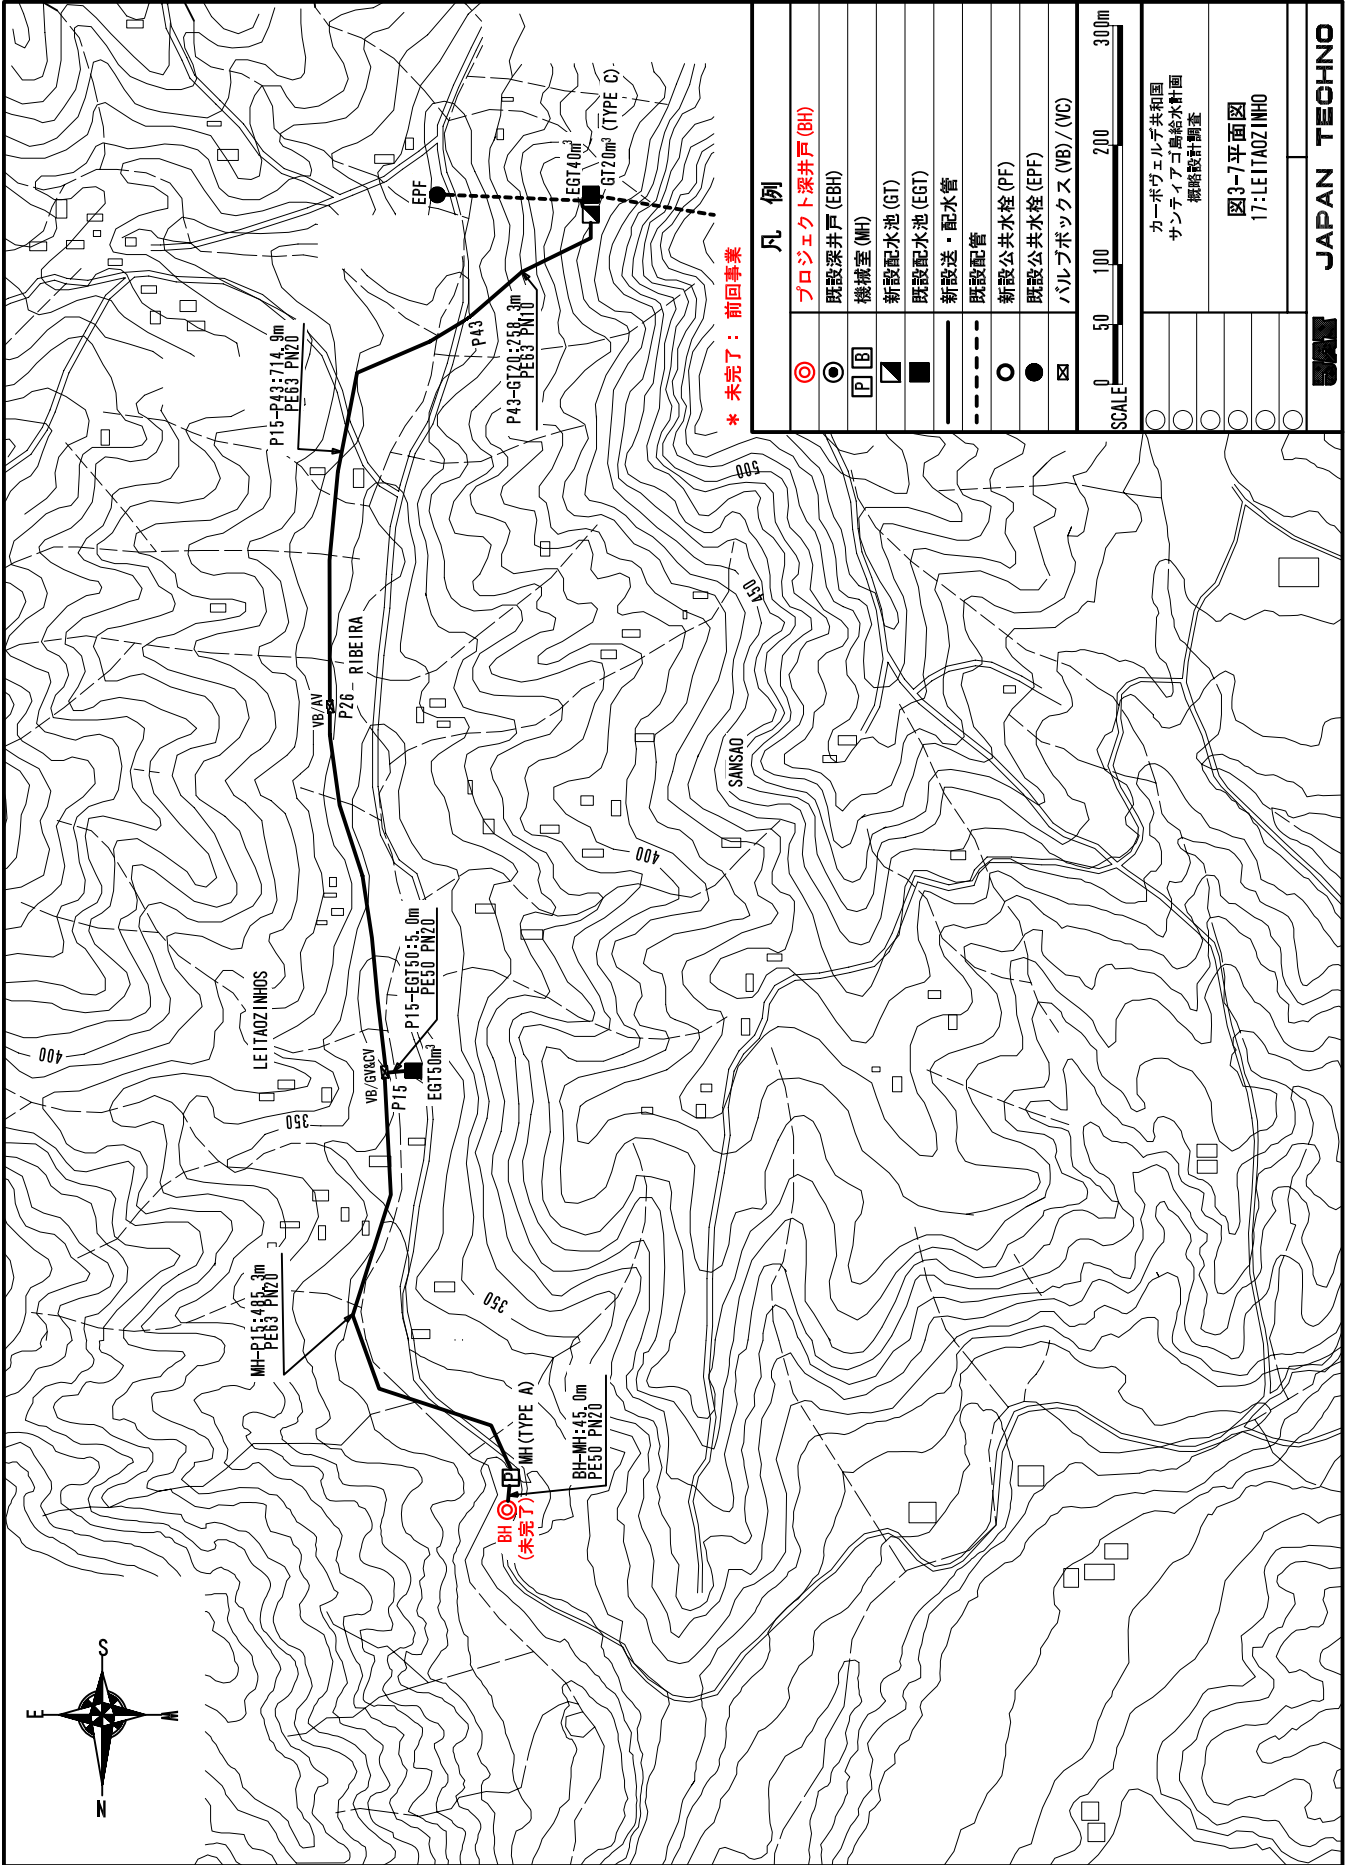 E
S
N
W
400
LEITAOZINHOS
350
MH-P15:485.3m
PE63 PN20
P15-P43:714.9m
PE63 PN20
VB/AV
P26
RIBEIRA
VB/GV&CV
P15
P15-EGT50:5.0m
PE50 PN20
EGT50m³
P43
P43-GT20:258.3m
PE63 PN10
EPF
EGT40m³
GT20m³(TYPE C)
350
BH
(未完了)
P
MH(TYPE A)
BH-MH:45.0m
PE50 PN20
400
SANSAO
450
500
* 未完了：前回事業
凡 例
プロジェクト深井戸(BH)
既設深井戸(EBH)
P B 機械室(MH)
新設配水池(GT)
既設配水池(EGT)
新設送・配水管
既設配管
新設公共水栓(PF)
既設公共水栓(EPF)
バルブボックス(VB)/(VC)
SCALE 0 50 100 200 300m
カーボヴェルデ共和国
サンティアゴ島給水計画
概略設計調査
図3-7平面図
17:LEITAOZINHO
JAPAN TECHNO